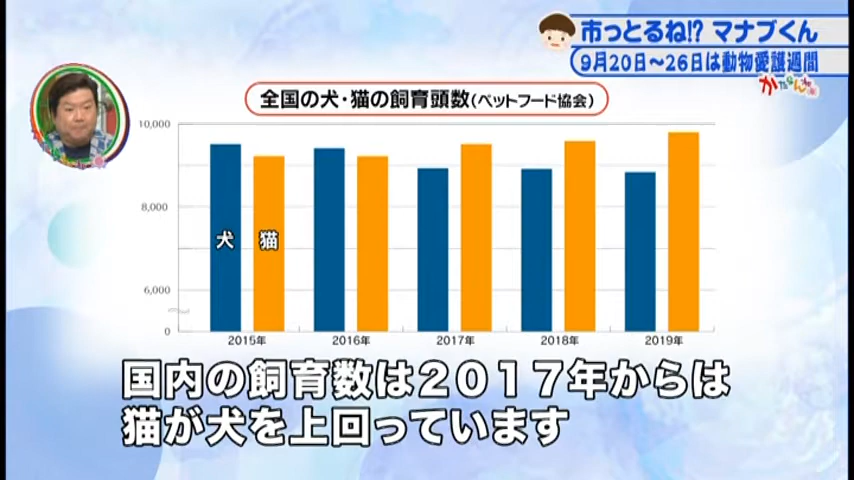 市っとるね!? マナブくん
9月20日～26日は動物愛護週間
全国の犬・猫の飼育頭数(ペットフード協会)
10,000
8,000
6,000
0
犬 猫
2015年 2016年 2017年 2018年 2019年
国内の飼育数は2017年からは
猫が犬を上回っています